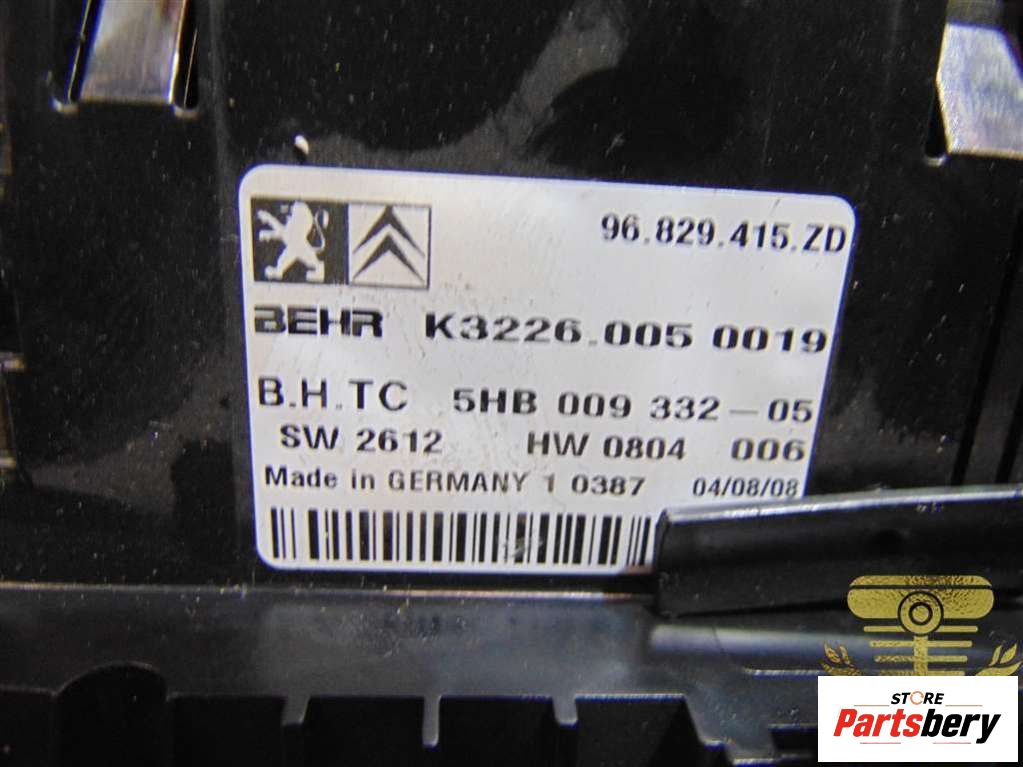 96.829.415.ZD
BEHR K3226.005 0019
B.H.TC 5HB 009 332-05
SW 2612 HW 0804 006
Made in GERMANY 1 0387 04/08/08
STORE
Partsbery